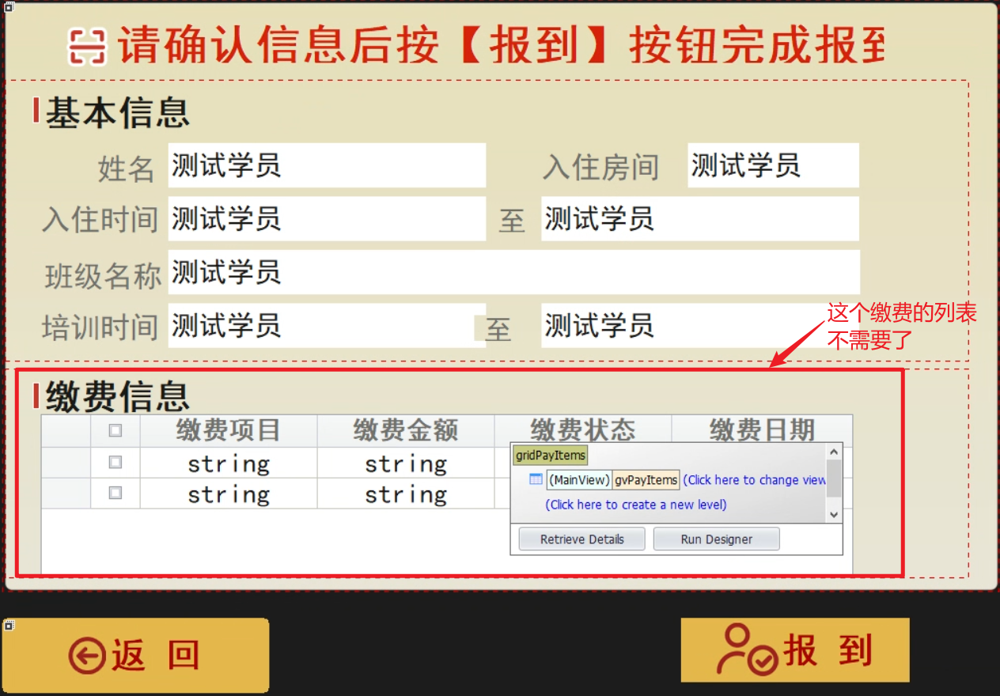 请确认信息后按【报到】按钮完成报到
基本信息
姓名 测试学员 入住房间 测试学员
入住时间 测试学员 至 测试学员
班级名称 测试学员
培训时间 测试学员 至 测试学员
这个缴费的列表
不需要了
缴费信息
缴费项目 缴费金额 缴费状态 缴费日期
string string
string string
gridPayItems
(MainView) gvPayItems (Click here to change view
(Click here to create a new level)
Retrieve Details Run Designer
返 回 报 到